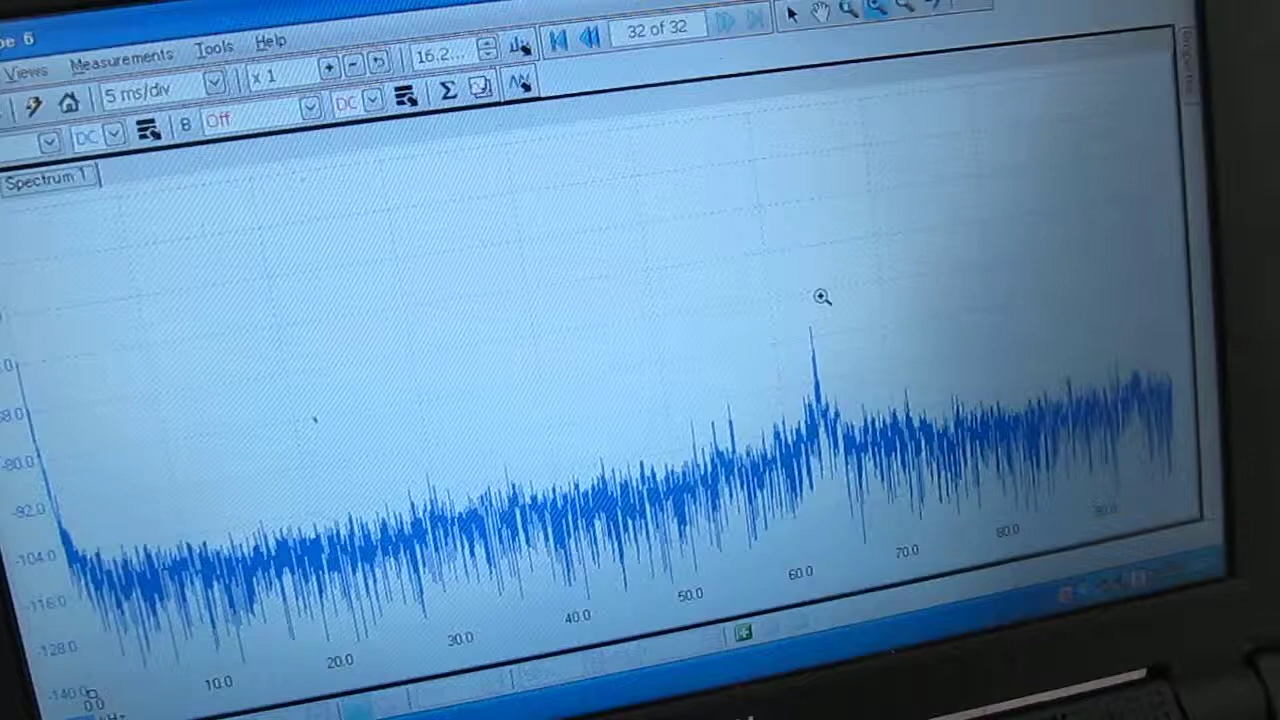 pe 6
Views Measurements Tools Help
5 ms/div x 1 16.2... 32 of 32
DC B Off DC Σ
Spectrum 1
-80.0
-92.0
-104.0
-116.0
-128.0
-140.0
0.0 10.0 20.0 30.0 40.0 50.0 60.0 70.0 80.0 90.0
kHz